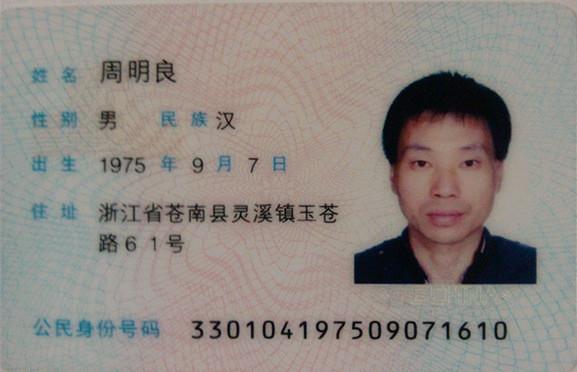 姓名 周明良
性别 男 民族 汉
出生 1975 年 9 月 7 日
住址 浙江省苍南县灵溪镇玉苍
路61号
公民身份号码 330104197509071610